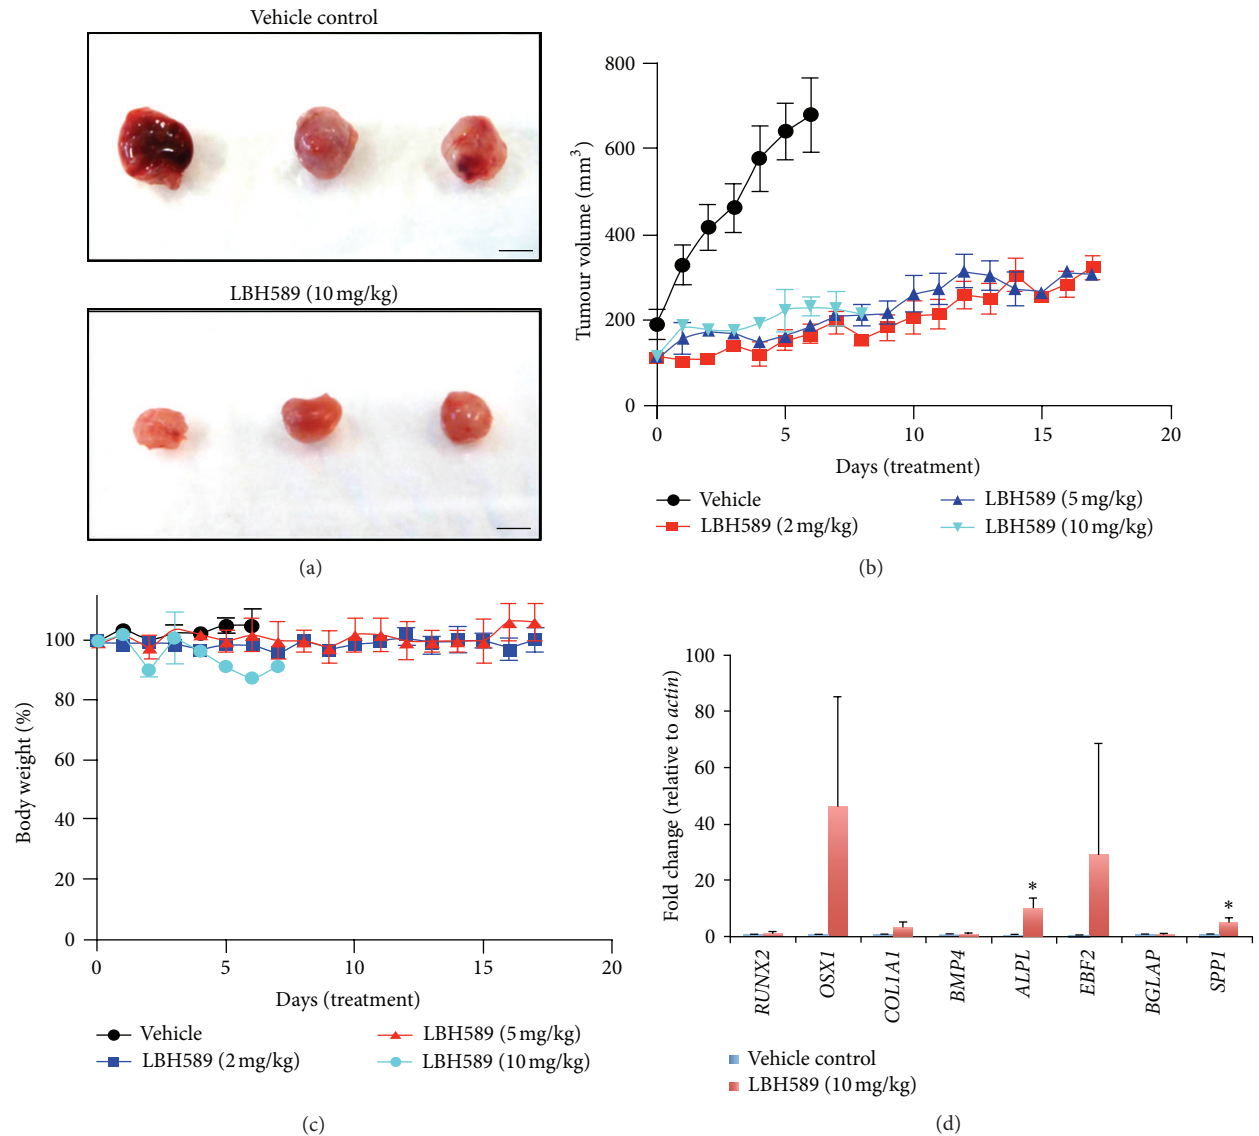 Vehicle control
LBH589 (10 mg/kg)
(a)
Tumour volume (mm³)
800
600
400
200
0
0 5 10 15 20
Days (treatment)
Vehicle
LBH589 (2 mg/kg)
LBH589 (5 mg/kg)
LBH589 (10 mg/kg)
(b)
Body weight (%)
100
80
60
40
20
0
0 5 10 15 20
Days (treatment)
Vehicle
LBH589 (2 mg/kg)
LBH589 (5 mg/kg)
LBH589 (10 mg/kg)
(c)
Fold change (relative to actin)
100
80
60
40
20
0
*
*
RUNX2
OSX1
COL1A1
BMP4
ALPL
EBF2
BGLAP
SPP1
Vehicle control
LBH589 (10 mg/kg)
(d)